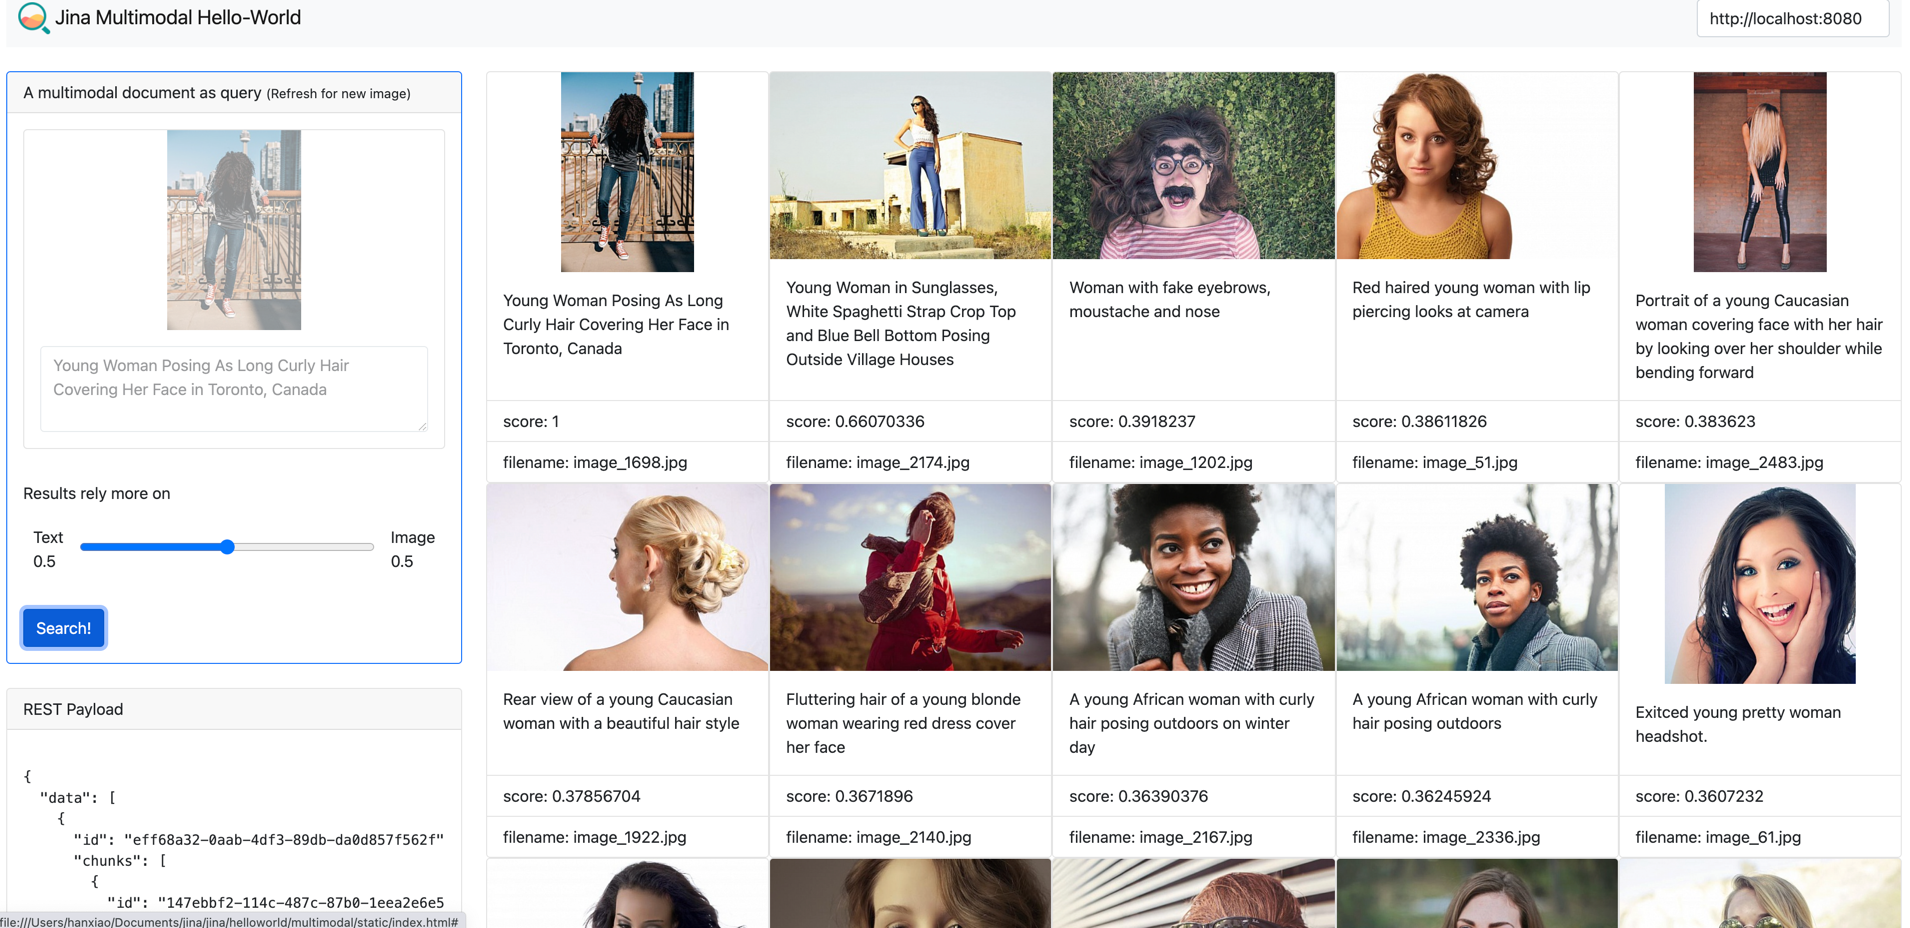 Jina Multimodal Hello-World
http://localhost:8080
A multimodal document as query (Refresh for new image)
Young Woman Posing As Long Curly Hair
Covering Her Face in Toronto, Canada
Results rely more on
Text
0.5
Image
0.5
Search!
REST Payload
{
"data": [
{
"id": "eff68a32-0aab-4df3-89db-da0d857f562f"
"chunks": [
{
"id": "147ebbf2-114c-487c-87b0-1eea2e6e5
file:///Users/hanxiao/Documents/jina/jina/helloworld/multimodal/static/index.html#
Young Woman Posing As Long
Curly Hair Covering Her Face in
Toronto, Canada
score: 1
filename: image_1698.jpg
Young Woman in Sunglasses,
White Spaghetti Strap Crop Top
and Blue Bell Bottom Posing
Outside Village Houses
score: 0.66070336
filename: image_2174.jpg
Woman with fake eyebrows,
moustache and nose
score: 0.3918237
filename: image_1202.jpg
Red haired young woman with lip
piercing looks at camera
score: 0.38611826
filename: image_51.jpg
Portrait of a young Caucasian
woman covering face with her hair
by looking over her shoulder while
bending forward
score: 0.383623
filename: image_2483.jpg
Rear view of a young Caucasian
woman with a beautiful hair style
score: 0.37856704
filename: image_1922.jpg
Fluttering hair of a young blonde
woman wearing red dress cover
her face
score: 0.3671896
filename: image_2140.jpg
A young African woman with curly
hair posing outdoors on winter
day
score: 0.36390376
filename: image_2167.jpg
A young African woman with curly
hair posing outdoors
score: 0.36245924
filename: image_2336.jpg
Exitced young pretty woman
headshot.
score: 0.3607232
filename: image_61.jpg